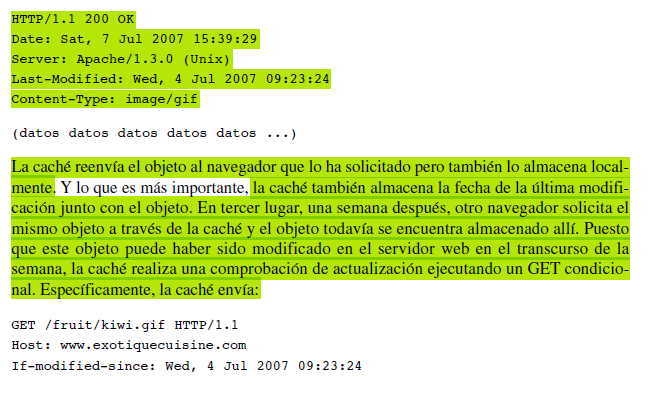 HTTP/1.1 200 OK
Date: Sat, 7 Jul 2007 15:39:29
Server: Apache/1.3.0 (Unix)
Last-Modified: Wed, 4 Jul 2007 09:23:24
Content-Type: image/gif
(datos datos datos datos datos ...)
La caché reenvía el objeto al navegador que lo ha solicitado pero también lo almacena local-
mente. Y lo que es más importante, la caché también almacena la fecha de la última modifi-
cación junto con el objeto. En tercer lugar, una semana después, otro navegador solicita el
mismo objeto a través de la caché y el objeto todavía se encuentra almacenado allí. Puesto
que este objeto puede haber sido modificado en el servidor web en el transcurso de la
semana, la caché realiza una comprobación de actualización ejecutando un GET condicio-
nal. Específicamente, la caché envía:
GET /fruit/kiwi.gif HTTP/1.1
Host: www.exotiquecuisine.com
If-modified-since: Wed, 4 Jul 2007 09:23:24